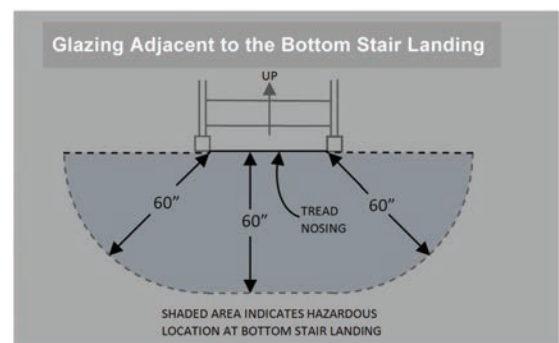 Glazing Adjacent to the Bottom Stair Landing
UP
60”
60”
60”
TREAD
NOSING
SHADED AREA INDICATES HAZARDOUS
LOCATION AT BOTTOM STAIR LANDING